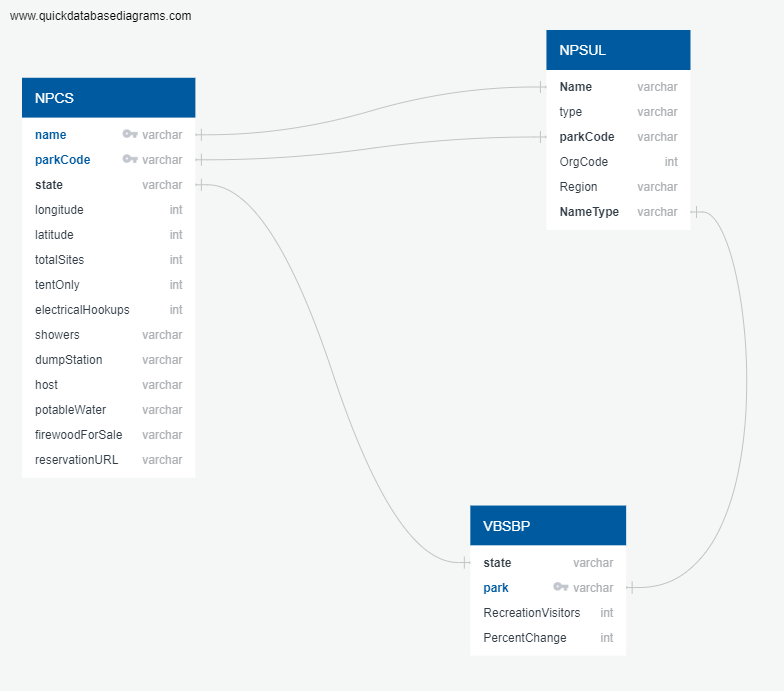 www.quickdatabasediagrams.com
NPCS
name varchar
parkCode varchar
state varchar
longitude int
latitude int
totalSites int
tentOnly int
electricalHookups int
showers varchar
dumpStation varchar
host varchar
potableWater varchar
firewoodForSale varchar
reservationURL varchar
NPSUL
Name varchar
type varchar
parkCode varchar
OrgCode int
Region varchar
NameType varchar
VBSBP
state varchar
park varchar
RecreationVisitors int
PercentChange int